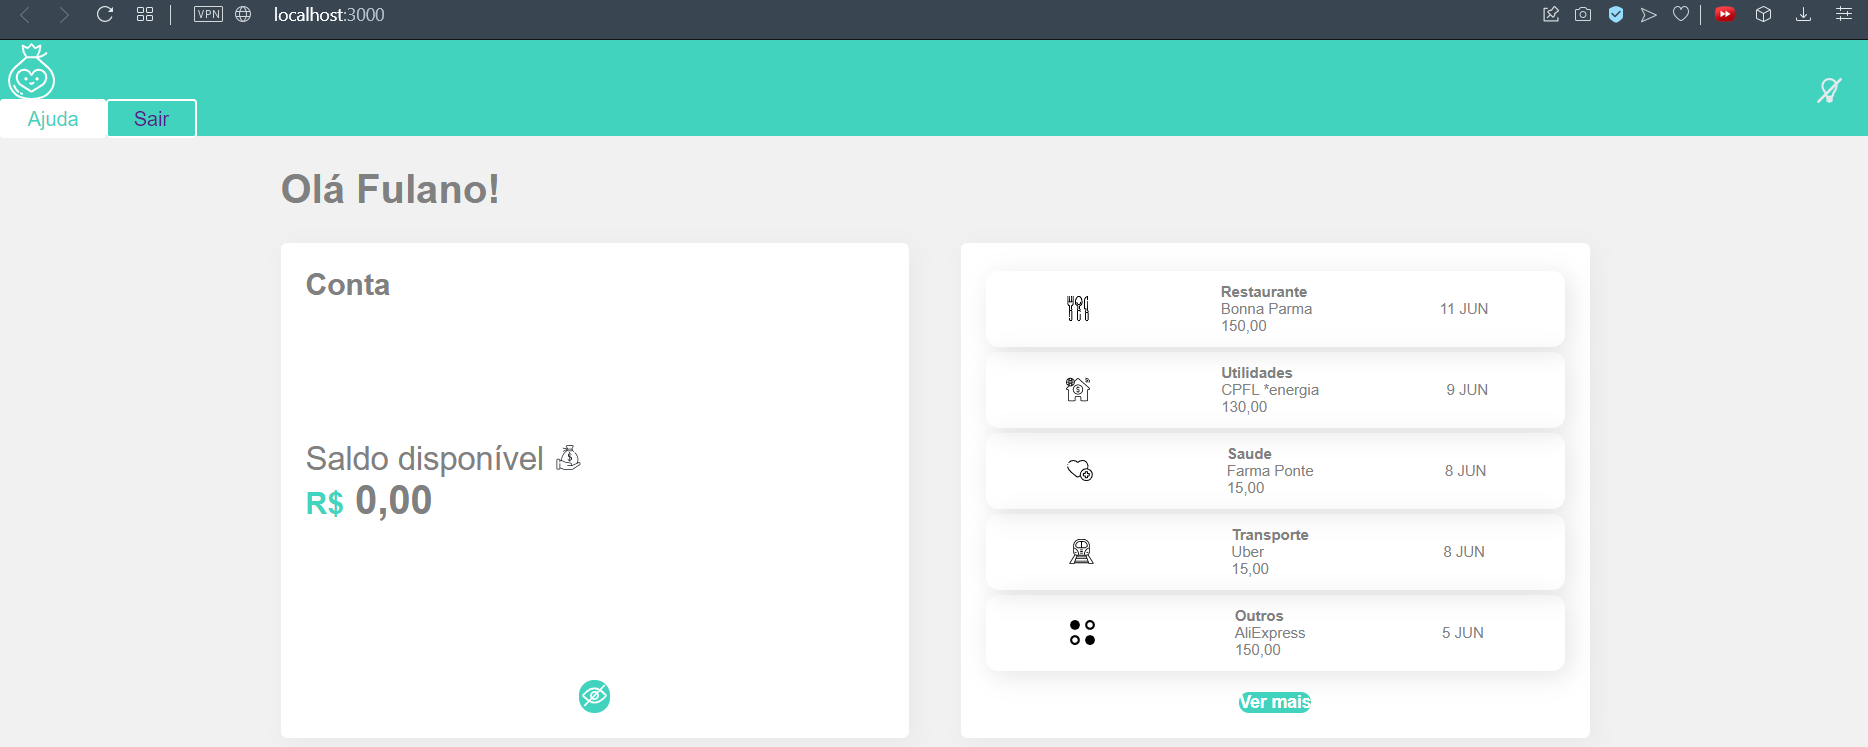 VPN localhost:3000
Ajuda Sair
Olá Fulano!
Conta
Saldo disponível
R$ 0,00
Restaurante
Bonna Parma
150,00
11 JUN
Utilidades
CPFL *energia
130,00
9 JUN
Saude
Farma Ponte
15,00
8 JUN
Transporte
Uber
15,00
8 JUN
Outros
AliExpress
150,00
5 JUN
Ver mais